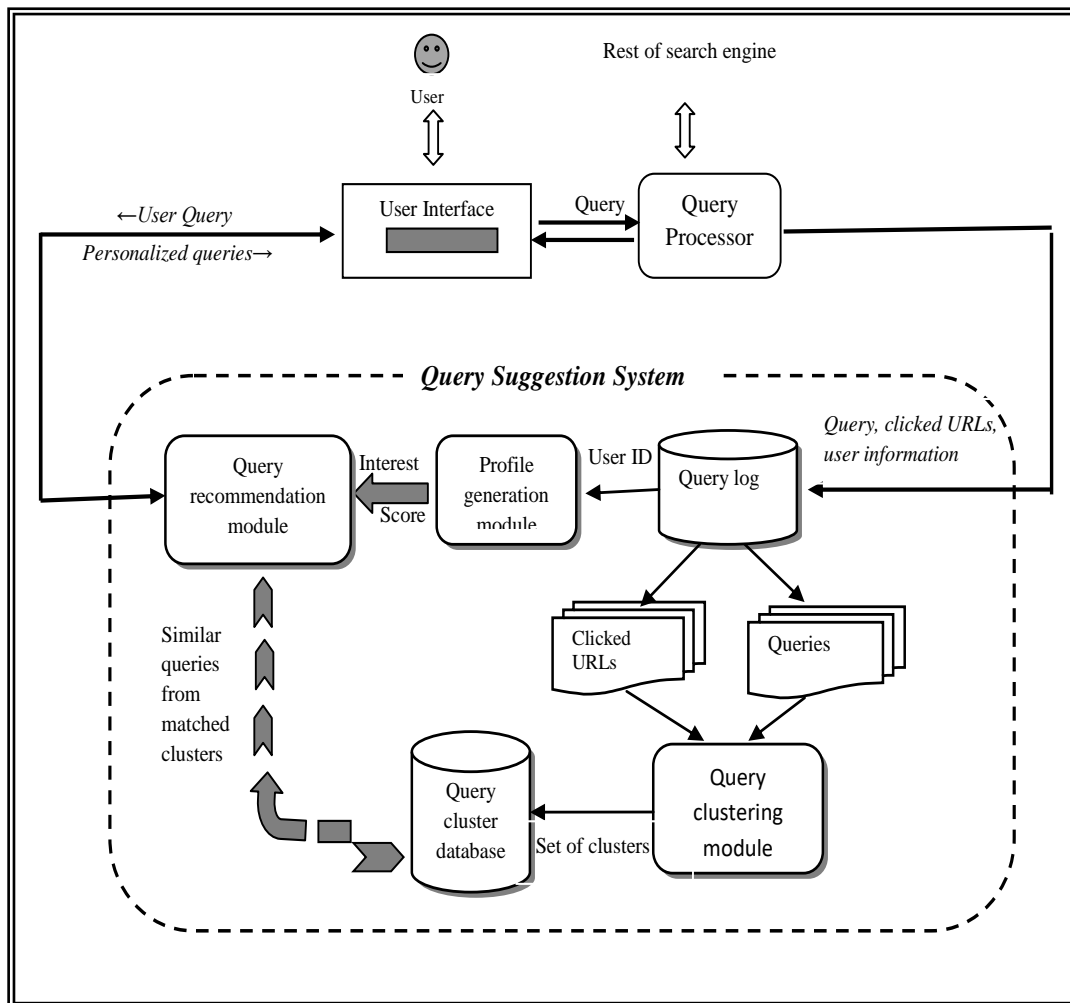 Rest of search engine
User
User Interface
Query
Query
Processor
←User Query
Personalized queries→
Query Suggestion System
Query, clicked URLs,
user information
Query
recommendation
module
Interest
Score
Profile
generation
module
User ID
Query log
Clicked
URLs
Queries
Similar
queries
from
matched
clusters
Query
cluster
database
Set of clusters
Query
clustering
module